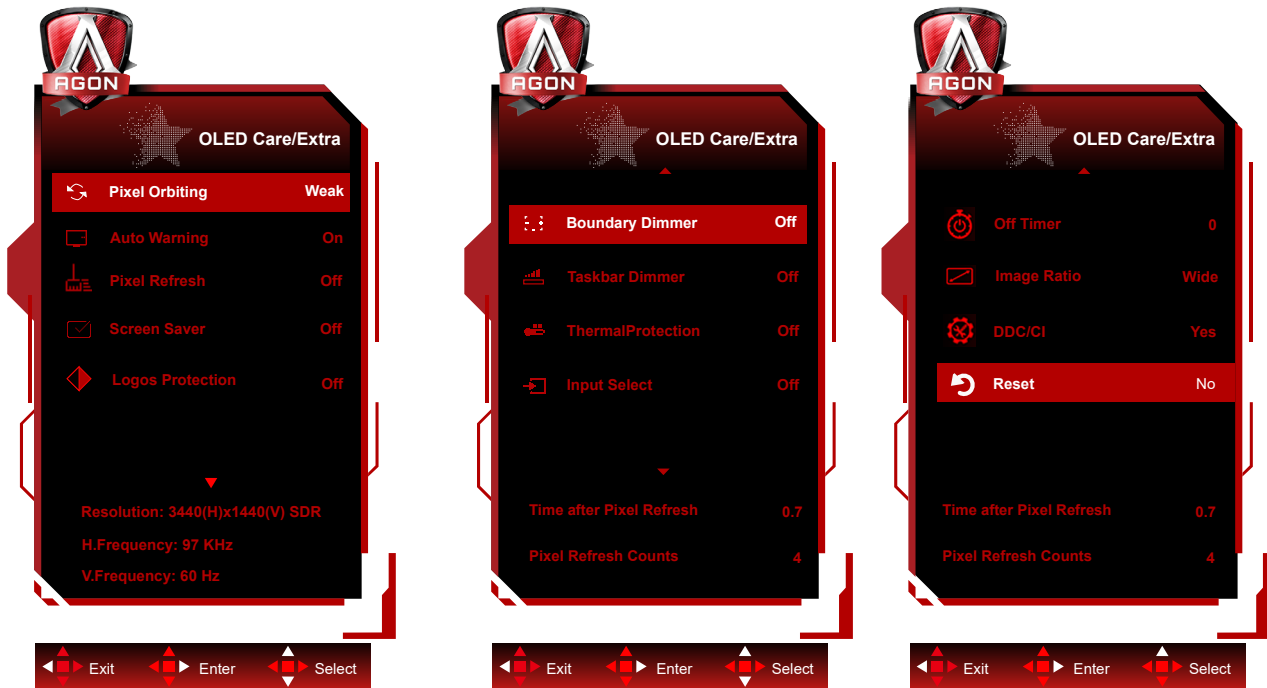 AGON
OLED Care/Extra
Pixel Orbiting Weak
Auto Warning On
Pixel Refresh Off
Screen Saver Off
Logos Protection Off
Resolution: 3440(H)x1440(V) SDR
H.Frequency: 97 KHz
V.Frequency: 60 Hz
Exit Enter Select
AGON
OLED Care/Extra
Boundary Dimmer Off
Taskbar Dimmer Off
ThermalProtection Off
Input Select Off
Time after Pixel Refresh 0.7
Pixel Refresh Counts 4
Exit Enter Select
AGON
OLED Care/Extra
Off Timer 0
Image Ratio Wide
DDC/CI Yes
Reset No
Time after Pixel Refresh 0.7
Pixel Refresh Counts 4
Exit Enter Select